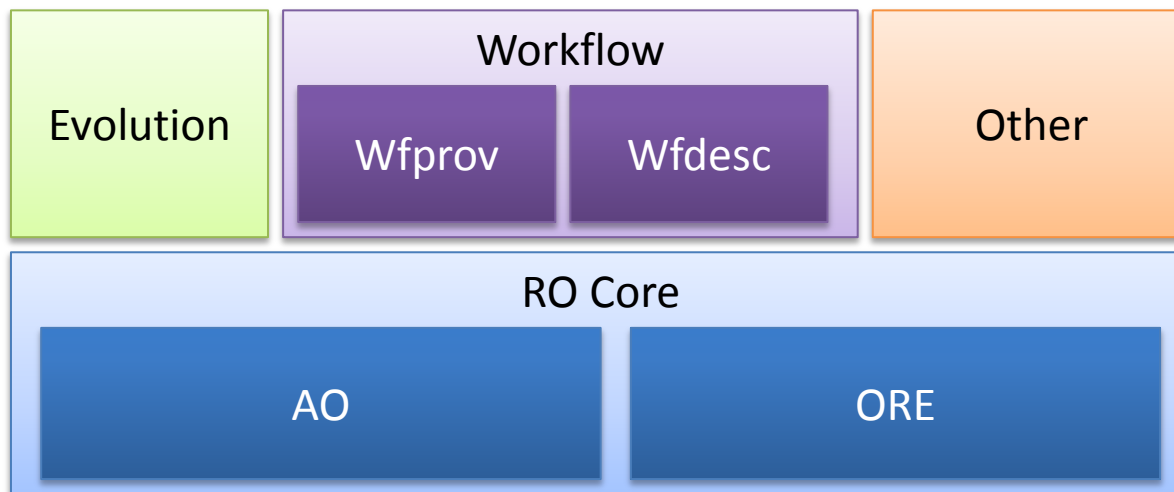 Evolution
Workflow
Wfprov
Wfdesc
Other
RO Core
AO
ORE